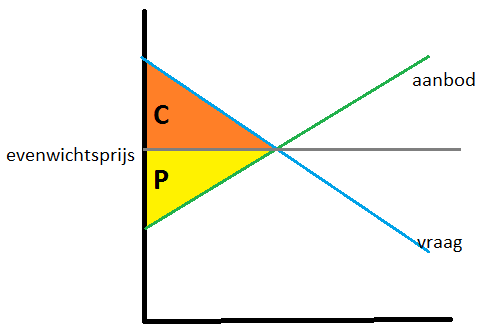 aanbod
C
evenwichtsprijs
P
vraag